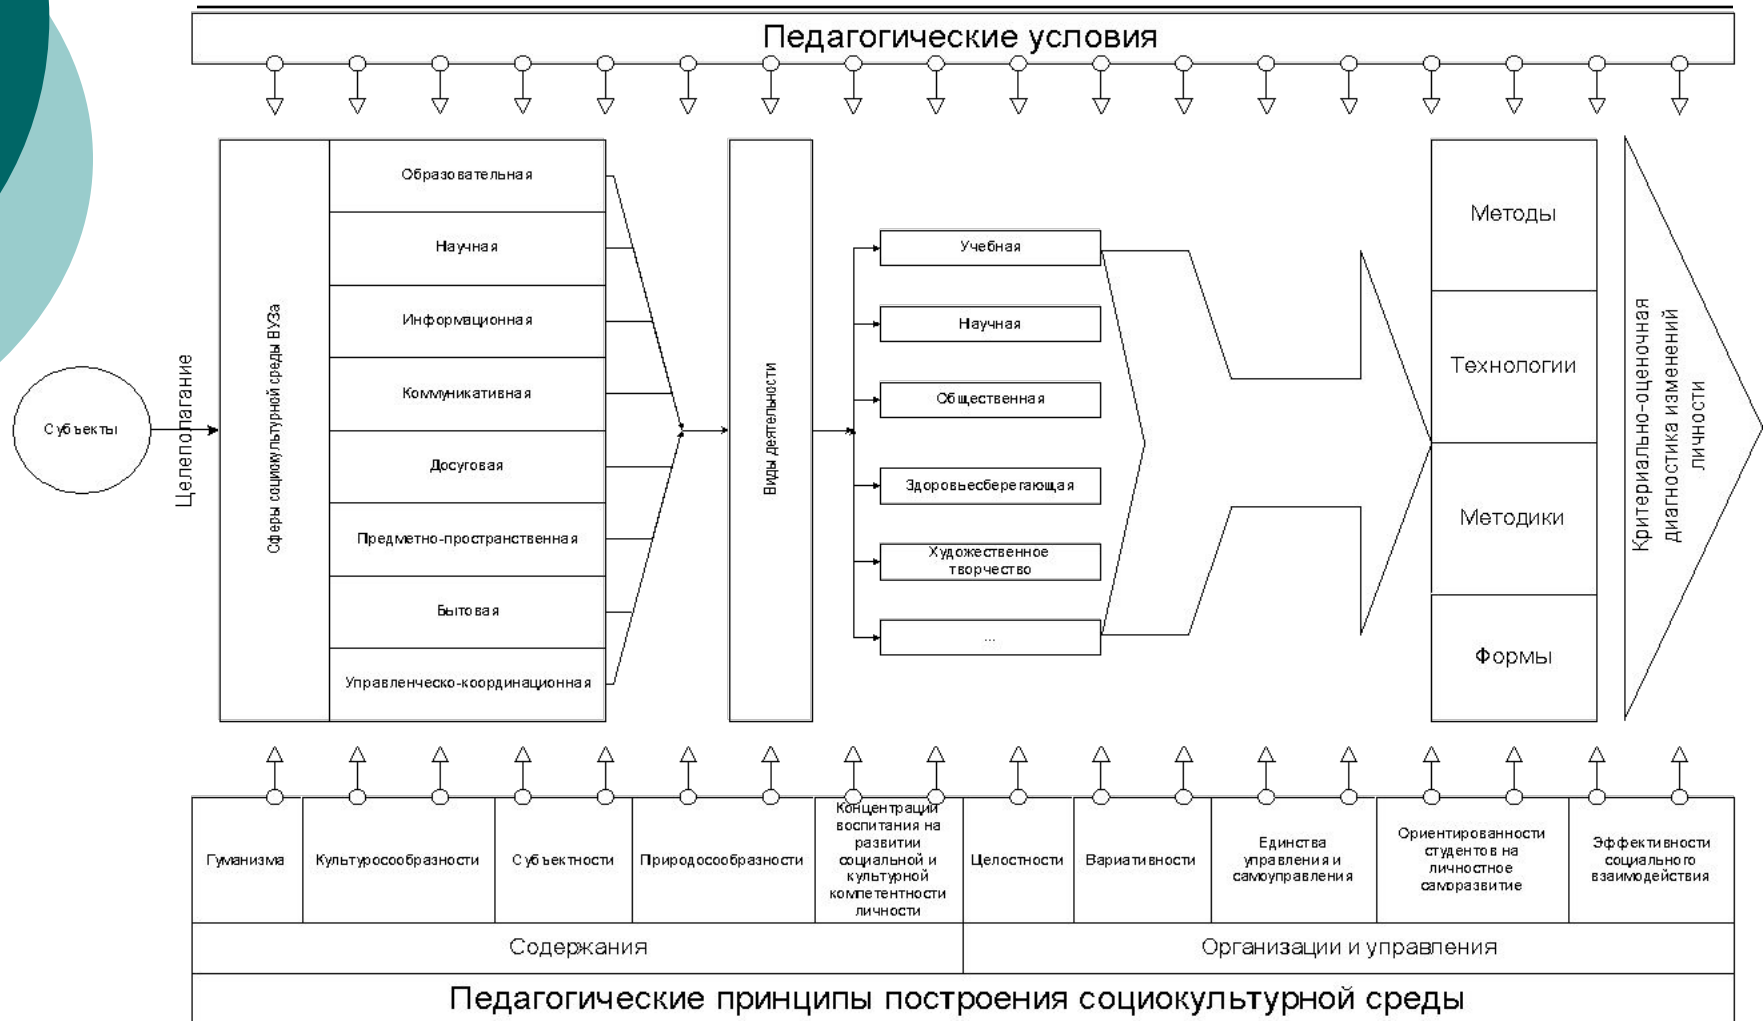 Педагогические условия
Субъекты
Целеполагание
Сферы социокультурной среды ВУЗа
Образовательная
Научная
Информационная
Коммуникативная
Досуговая
Предметно-пространственная
Бытовая
Управленческо-координационная
Виды деятельности
Учебная
Научная
Общественная
Здоровьесберегающая
Художественное
творчество
...
Методы
Технологии
Методики
Формы
Критериально-оценочная
диагностика изменений
личности
Гуманизма
Культуросообразности
Субъектности
Природосообразности
Концентрации
воспитания на
развитии
социальной и
культурной
компетентности
личности
Целостности
Вариативности
Единства
управления и
самоуправления
Ориентированности
студентов на
личностное
саморазвитие
Эффективности
социального
взаимодействия
Содержания
Организации и управления
Педагогические принципы построения социокультурной среды